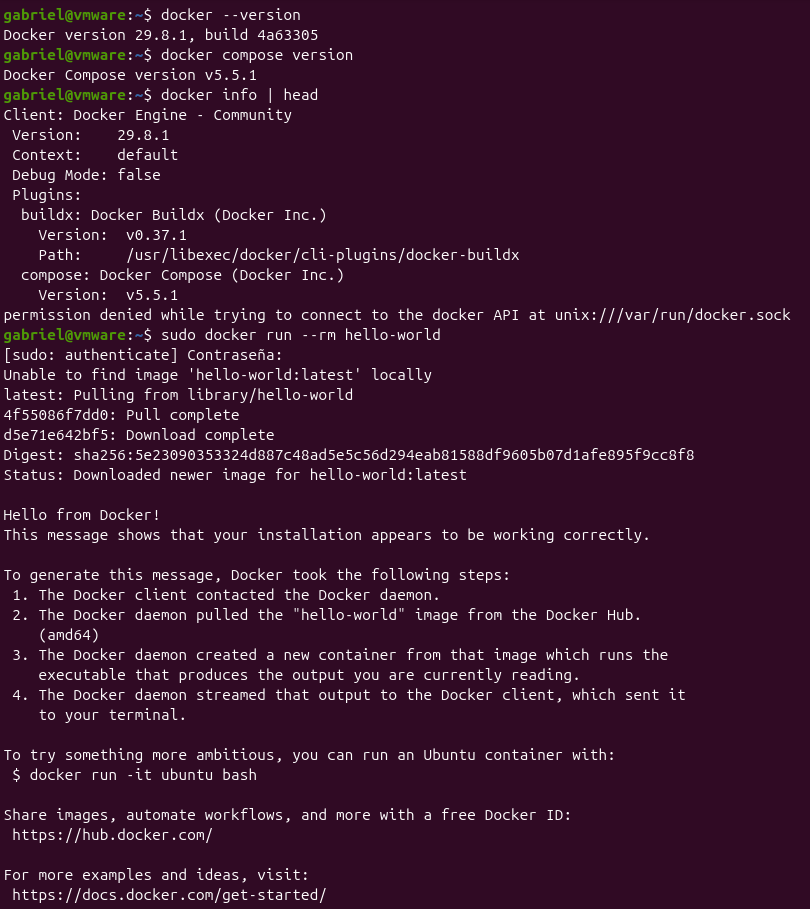 gabriel@vmware:~$ docker --version
Docker version 29.8.1, build 4a63305
gabriel@vmware:~$ docker compose version
Docker Compose version v5.5.1
gabriel@vmware:~$ docker info | head
Client: Docker Engine - Community
 Version:    29.8.1
 Context:    default
 Debug Mode: false
 Plugins:
  buildx: Docker Buildx (Docker Inc.)
    Version:  v0.37.1
    Path:     /usr/libexec/docker/cli-plugins/docker-buildx
  compose: Docker Compose (Docker Inc.)
    Version:  v5.5.1
permission denied while trying to connect to the docker API at unix:///var/run/docker.sock
gabriel@vmware:~$ sudo docker run --rm hello-world
[sudo: authenticate] Contraseña:
Unable to find image 'hello-world:latest' locally
latest: Pulling from library/hello-world
4f55086f7dd0: Pull complete
d5e71e642bf5: Download complete
Digest: sha256:5e23090353324d887c48ad5e5c56d294eab81588df9605b07d1afe895f9cc8f8
Status: Downloaded newer image for hello-world:latest

Hello from Docker!
This message shows that your installation appears to be working correctly.

To generate this message, Docker took the following steps:
 1. The Docker client contacted the Docker daemon.
 2. The Docker daemon pulled the "hello-world" image from the Docker Hub.
    (amd64)
 3. The Docker daemon created a new container from that image which runs the
    executable that produces the output you are currently reading.
 4. The Docker daemon streamed that output to the Docker client, which sent it
    to your terminal.

To try something more ambitious, you can run an Ubuntu container with:
 $ docker run -it ubuntu bash

Share images, automate workflows, and more with a free Docker ID:
 https://hub.docker.com/

For more examples and ideas, visit:
 https://docs.docker.com/get-started/